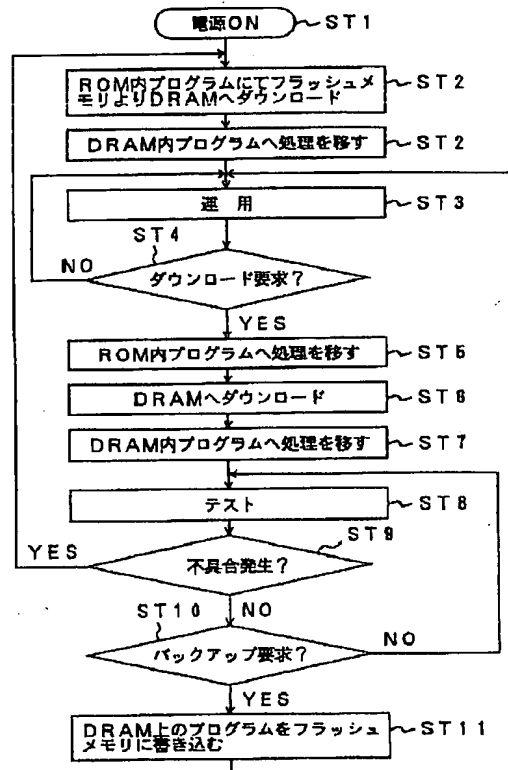 電源ON ST1
ROM内プログラムにてフラッシュメ
モリよりDRAMへダウンロード ST2
DRAM内プログラムへ処理を移す ST2
運用 ST3
ST4
NO
ダウンロード要求?
YES
ROM内プログラムへ処理を移す ST5
DRAMへダウンロード ST6
DRAM内プログラムへ処理を移す ST7
テスト ST8
ST9
YES
不具合発生?
ST10 NO
バックアップ要求? NO
YES
DRAM上のプログラムをフラッシュ
メモリに書き込む ST11